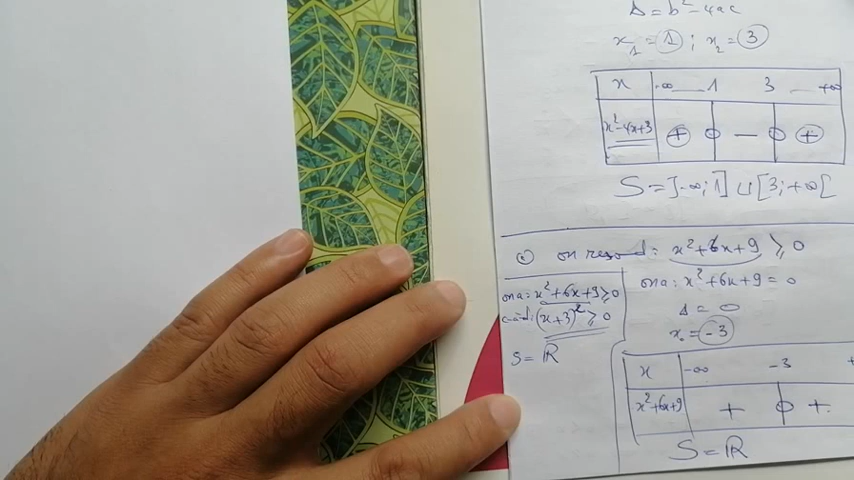 Δ = b² - 4ac
x₁ = 1 ; x₂ = 3
x -∞ 1 3 +∞
x²-4x+3 + 0 - 0 +
S = ]-∞; 1] ∪ [3; +∞[
on resoud: x²+6x+9 ≥ 0
on a: x²+6x+9 ≥ 0
(x+3)² ≥ 0
S = ℝ
on a: x²+6x+9 = 0
Δ = 0
x = -3
x -∞ -3 +
x²+6x+9 + 0 +
S = ℝ